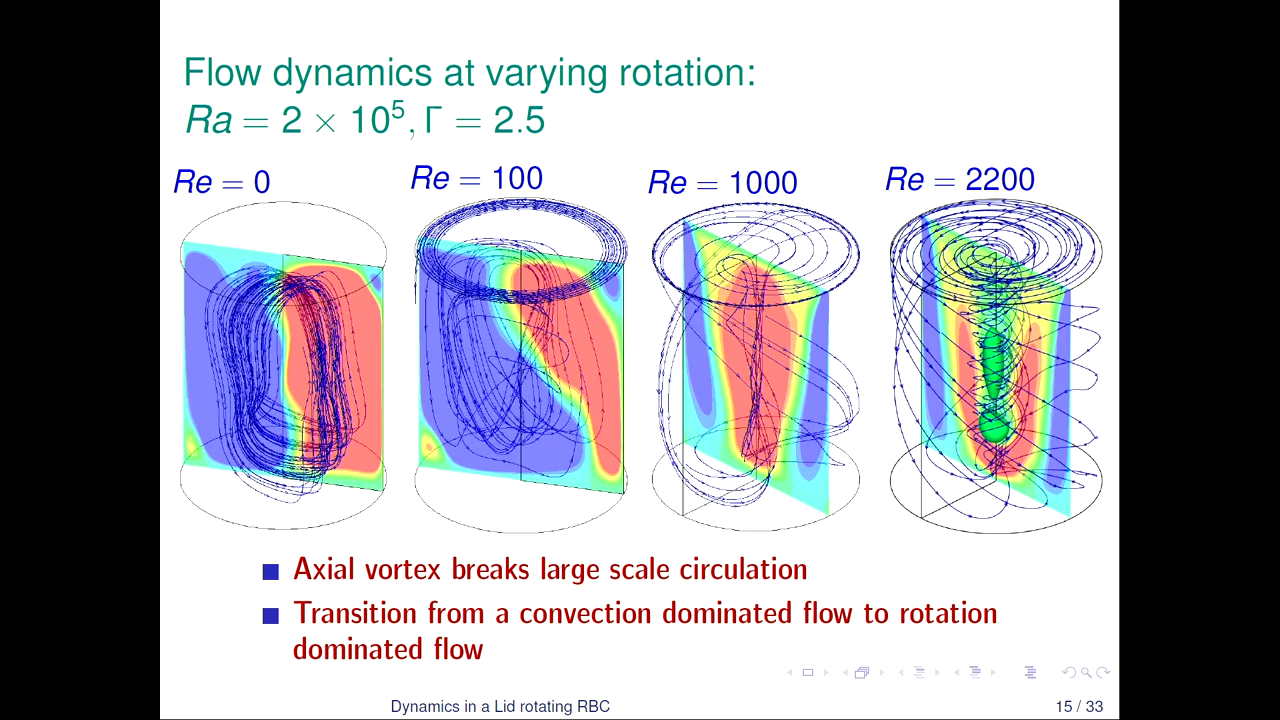 Flow dynamics at varying rotation:
Ra = 2 × 10⁵, Γ = 2.5
Re = 0
Re = 100
Re = 1000
Re = 2200
Axial vortex breaks large scale circulation
Transition from a convection dominated flow to rotation
dominated flow
Dynamics in a Lid rotating RBC
15 / 33